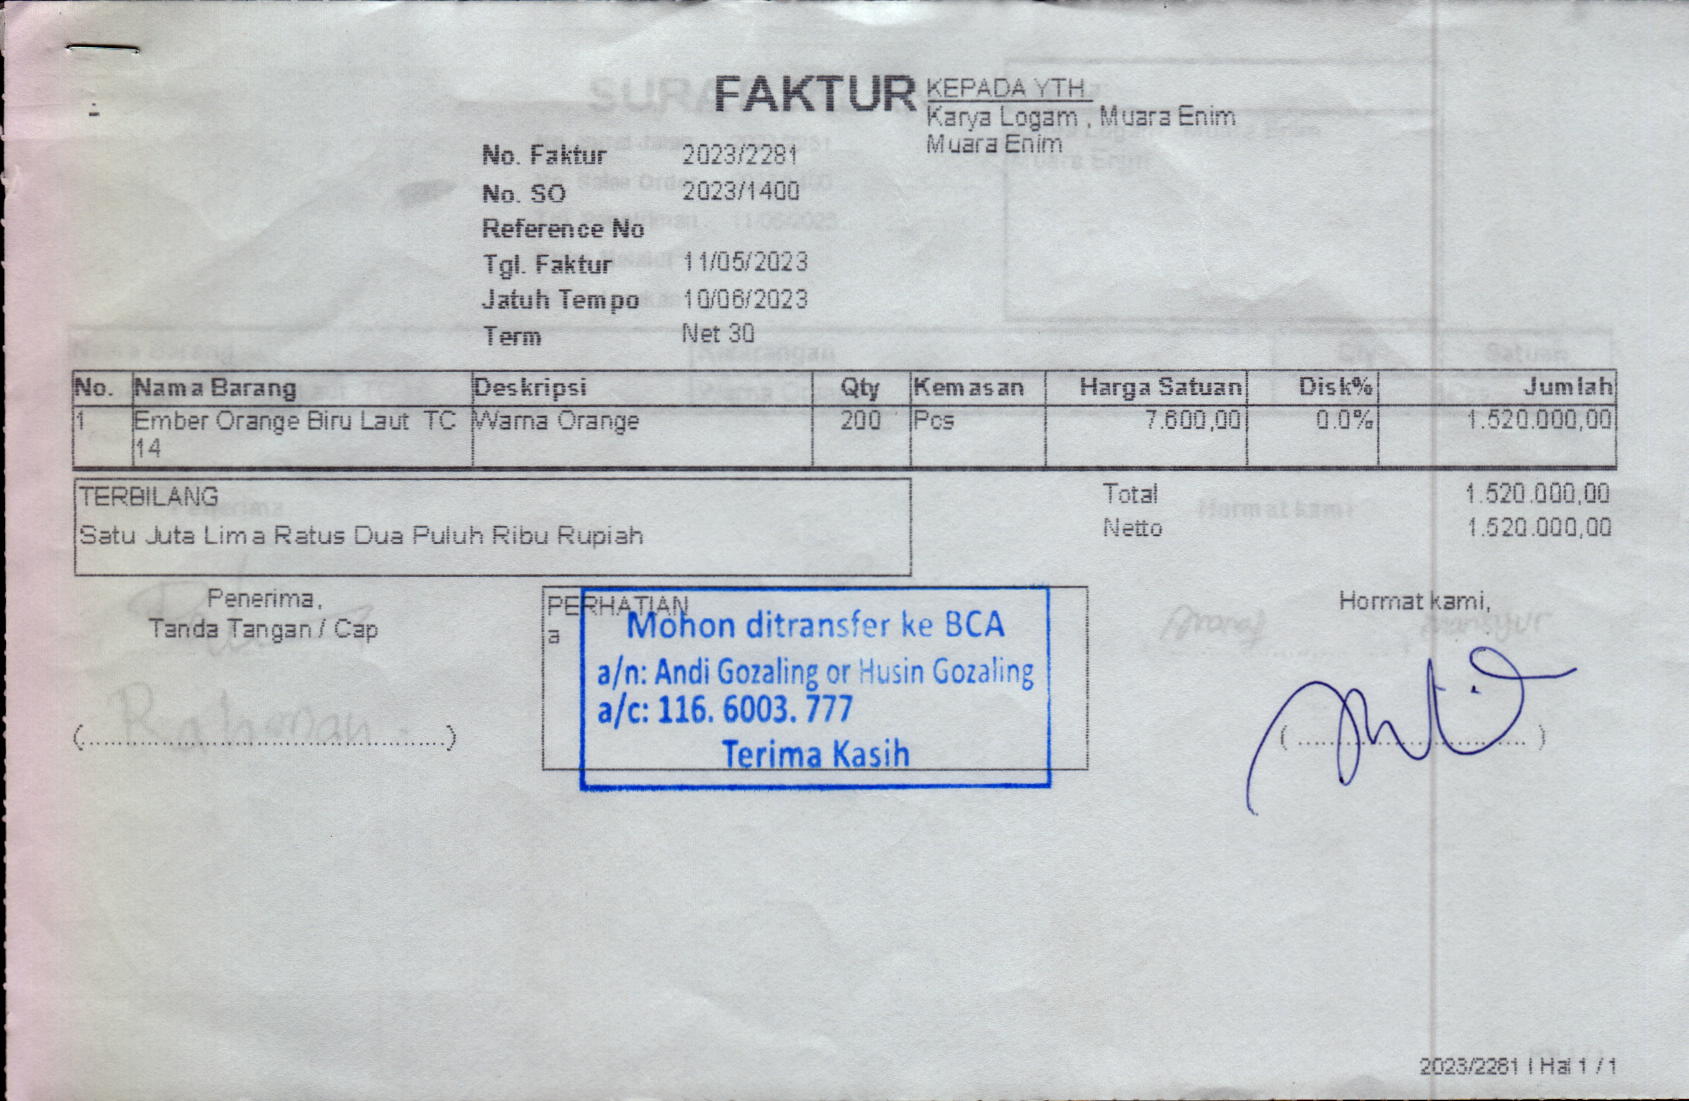 FAKTUR
KEPADA YTH
Karya Logam , Muara Enim
Muara Enim
No. Faktur 2023/2281
No. SO 2023/1400
Reference No
Tgl. Faktur 11/05/2023
Jatuh Tempo 10/06/2023
Term Net 30
No. Nama Barang Deskripsi Qty Kemasan Harga Satuan Disk% Jumlah
1 Ember Orange Biru Laut TC Warna Orange 200 Pcs 7.600,00 0.0% 1.520.000,00
14
TERBILANG
Satu Juta Lima Ratus Dua Puluh Ribu Rupiah
Total 1.520.000,00
Netto 1.520.000,00
Penerima,
Tanda Tangan / Cap
PERHATIAN
a
Mohon ditransfer ke BCA
a/n: Andi Gozaling or Husin Gozaling
a/c: 116. 6003. 777
Terima Kasih
Hormat kami,
Rahman
2023/2281 | Hal 1 / 1